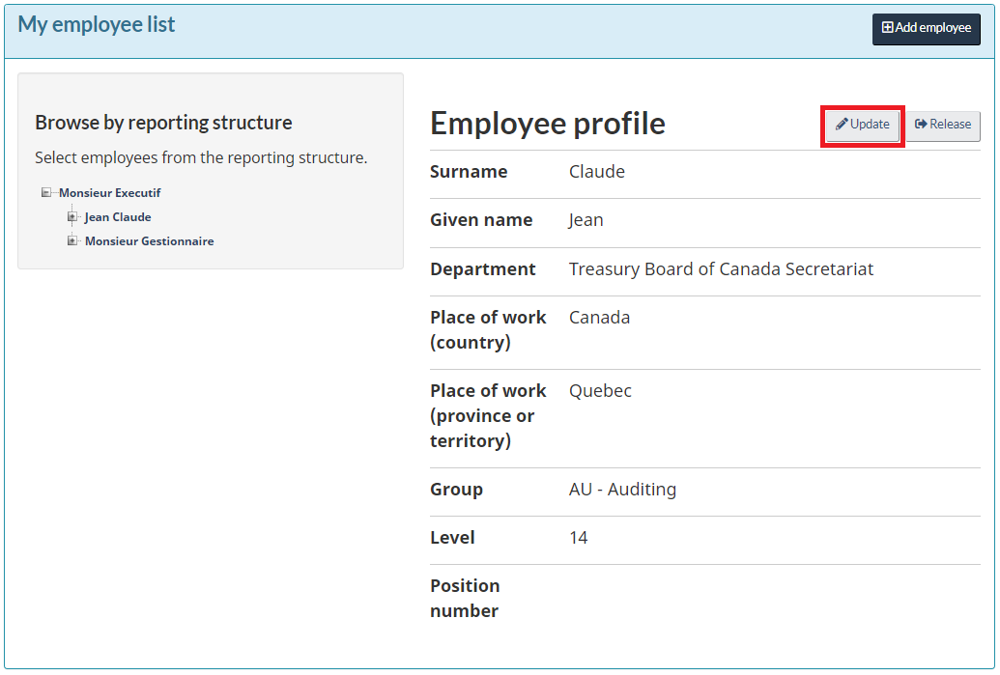 My employee list
Add employee
Browse by reporting structure
Select employees from the reporting structure.
Monsieur Executif
Jean Claude
Monsieur Gestionnaire
Employee profile
Update
Release
Surname Claude
Given name Jean
Department Treasury Board of Canada Secretariat
Place of work Canada
(country)
Place of work Quebec
(province or
territory)
Group AU - Auditing
Level 14
Position
number